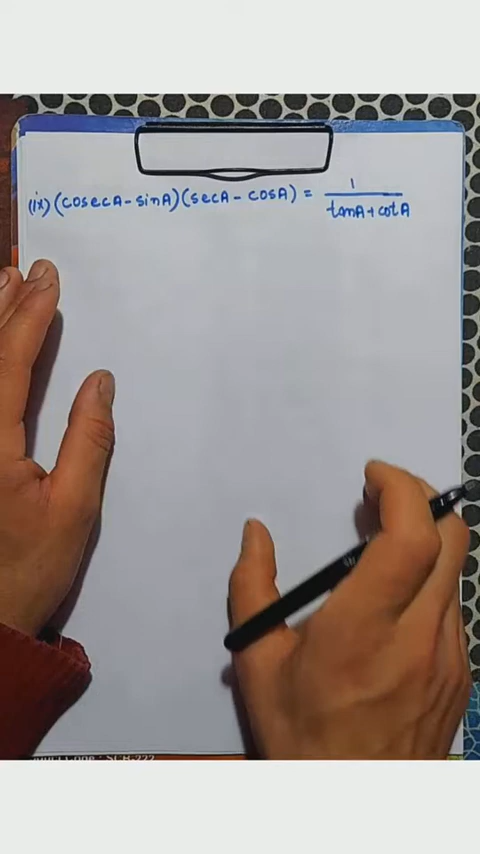 (ix) (cosecA - sinA)(secA - cosA) = 1 / tanA + cotA